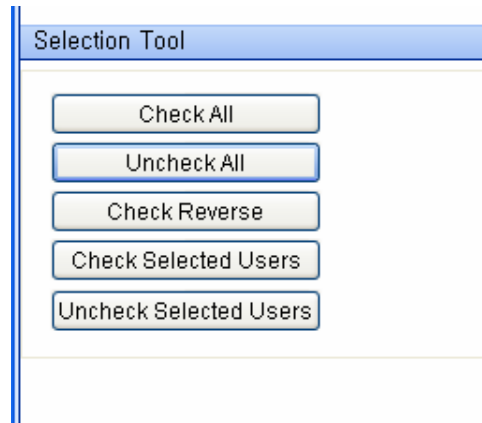 Selection Tool
Check All
Uncheck All
Check Reverse
Check Selected Users
Uncheck Selected Users